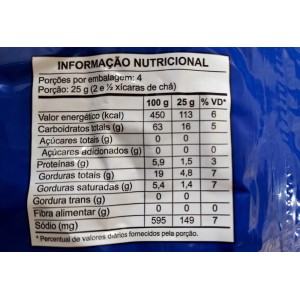 INFORMAÇÃO NUTRICIONAL
Porções por embalagem: 4
Porção: 25 g (2 e ½ xícaras de chá)
100 g 25 g % VD*
Valor energético (kcal) 450 113 6
Carboidratos totais (g) 63 16 5
Açúcares totais (g) 0 0
Açúcares adicionados (g) 0 0 0
Proteínas (g) 5,9 1,5 3
Gorduras totais (g) 19 4,8 7
Gorduras saturadas (g) 5,4 1,4 7
Gordura trans (g) 0 0 0
Fibra alimentar (g) 0 0 0
Sódio (mg) 595 149 7
*Percentual de valores diários fornecidos pela porção.